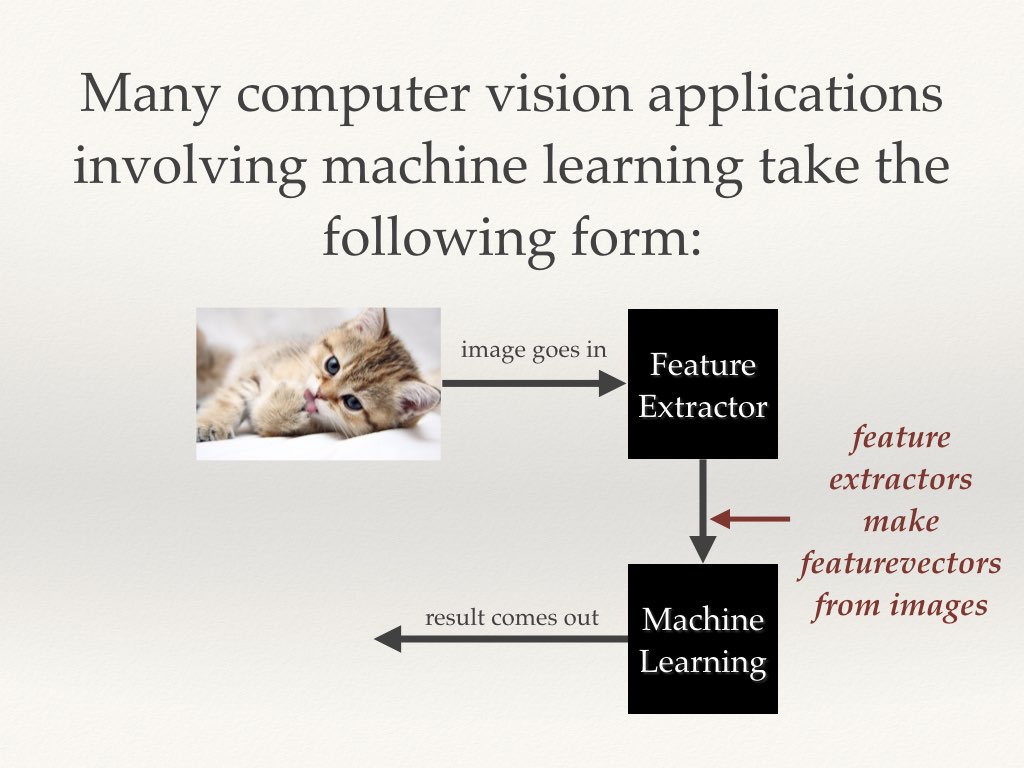 Many computer vision applications
involving machine learning take the
following form:
image goes in
Feature
Extractor
feature
extractors
make
featurevectors
from images
result comes out
Machine
Learning